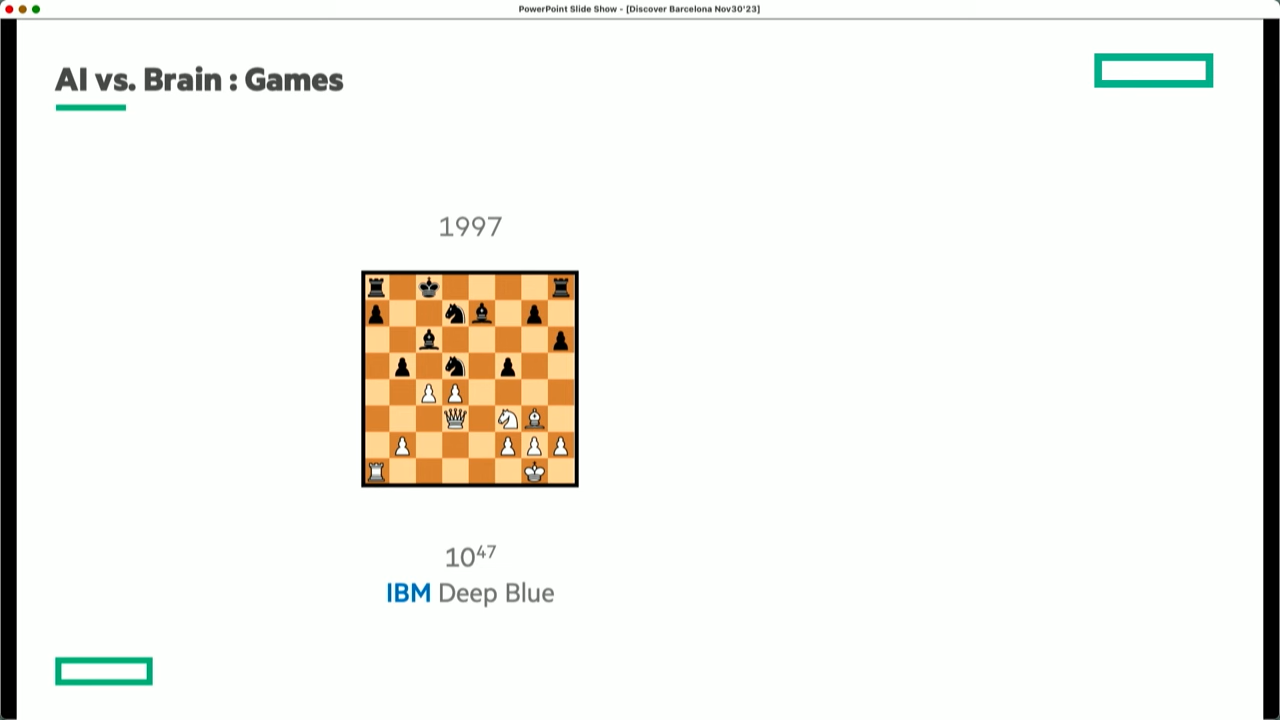 PowerPoint Slide Show - [Discover Barcelona Nov30'23]
AI vs. Brain : Games
1997
10⁴⁷
IBM Deep Blue